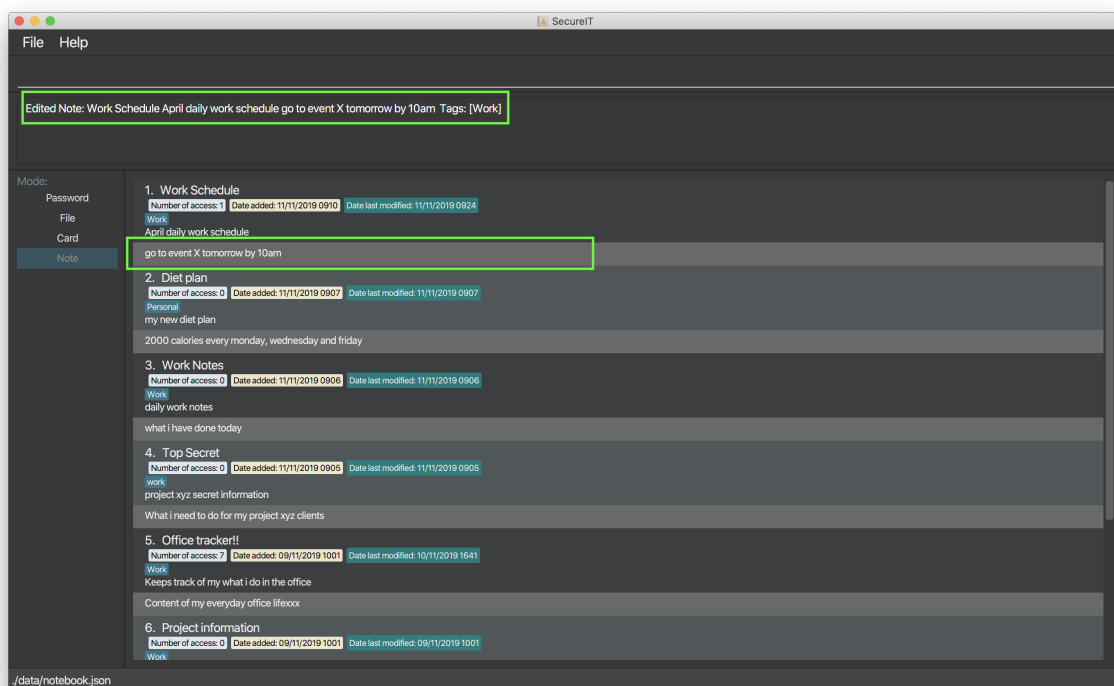 SecureIT
File Help
Edited Note: Work Schedule April daily work schedule go to event X tomorrow by 10am Tags: [Work]
Mode:
Password
File
Card
Note
1. Work Schedule
Number of access: 1 Date added: 11/11/2019 0910 Date last modified: 11/11/2019 0924
Work
April daily work schedule
go to event X tomorrow by 10am
2. Diet plan
Number of access: 0 Date added: 11/11/2019 0907 Date last modified: 11/11/2019 0907
Personal
my new diet plan
2000 calories every monday, wednesday and friday
3. Work Notes
Number of access: 0 Date added: 11/11/2019 0906 Date last modified: 11/11/2019 0906
Work
daily work notes
what i have done today
4. Top Secret
Number of access: 0 Date added: 11/11/2019 0905 Date last modified: 11/11/2019 0905
work
project xyz secret information
What i need to do for my project xyz clients
5. Office tracker!!
Number of access: 7 Date added: 09/11/2019 1001 Date last modified: 10/11/2019 1641
Work
Keeps track of my what i do in the office
Content of my everyday office lifexxx
6. Project information
Number of access: 0 Date added: 09/11/2019 1001 Date last modified: 09/11/2019 1001
Work
./data/notebook.json